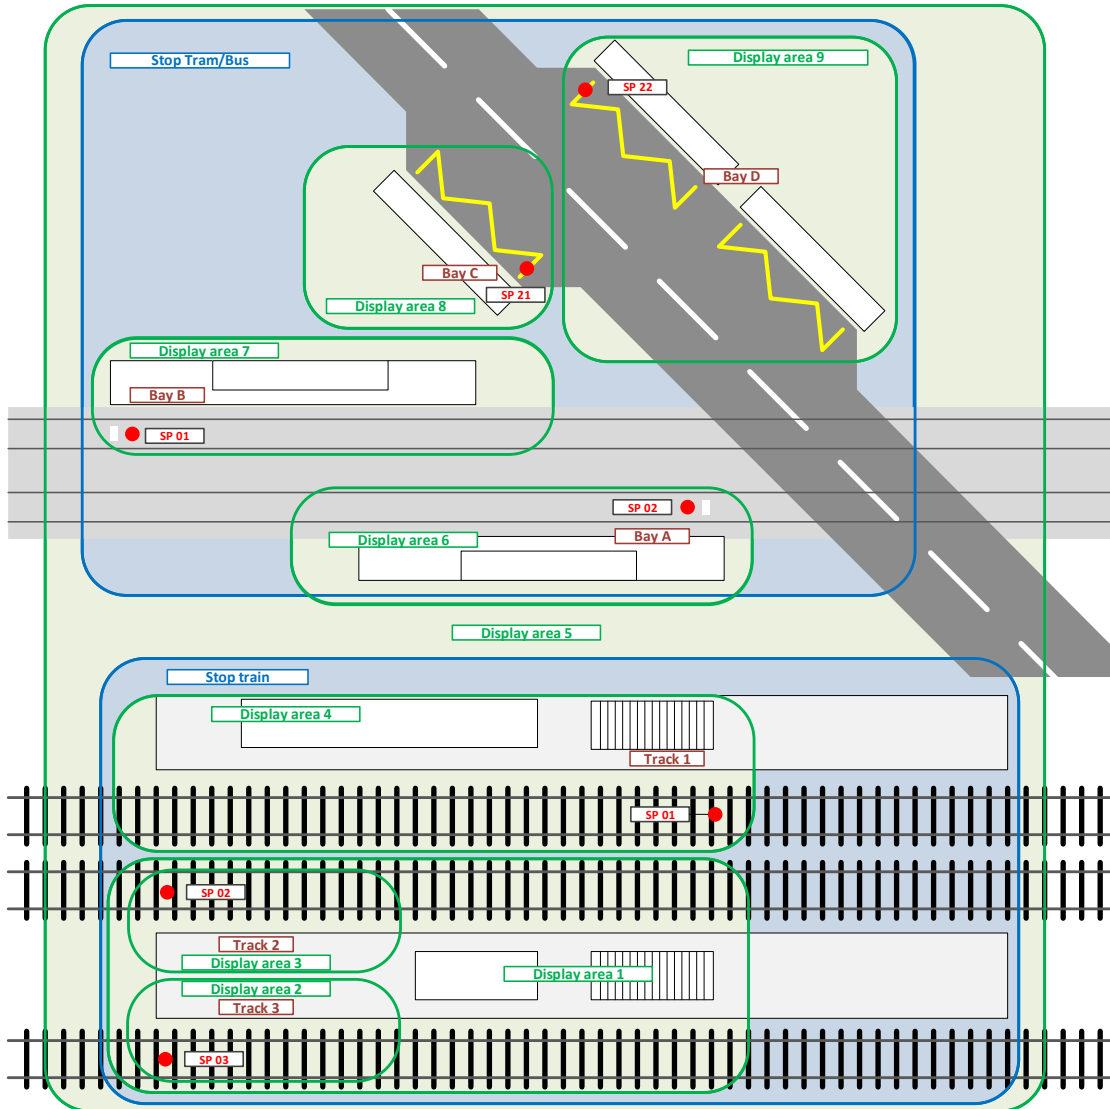 Stop Tram/Bus
Display area 9
SP 22
Bay D
Bay C
SP 21
Display area 8
Display area 7
Bay B
SP 01
SP 02
Bay A
Display area 6
Display area 5
Stop train
Display area 4
Track 1
SP 01
SP 02
Track 2
Display area 3
Display area 1
Display area 2
Track 3
SP 03